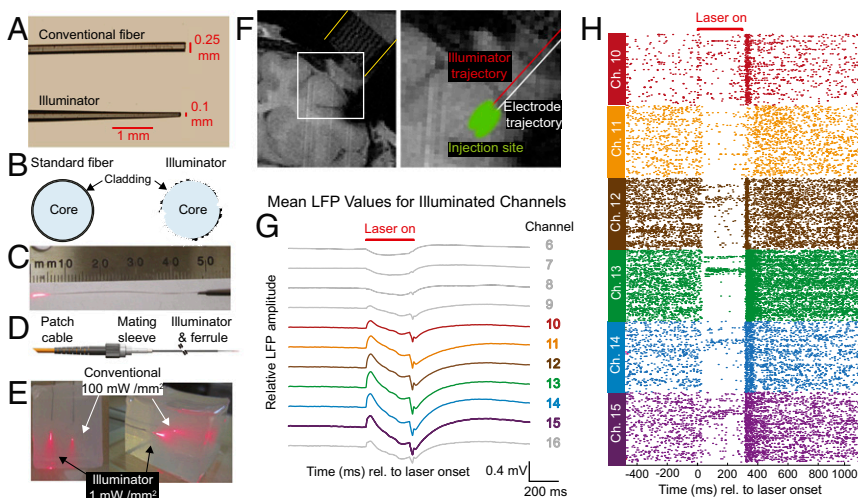 A
Conventional fiber
0.25
mm
Illuminator
0.1
mm
1 mm
B
Standard fiber
Illuminator
Cladding
Core
Core
C
mm10 20 30 40 50
D
Patch
cable
Mating
sleeve
Illuminator
& ferrule
E
Conventional
100 mW/mm²
Illuminator
1 mW/mm²
F
Illuminator
trajectory
Electrode
trajectory
Injection site
Mean LFP Values for Illuminated Channels
G
Laser on
Channel
6
7
8
9
10
11
12
13
14
15
16
Relative LFP amplitude
Time (ms) rel. to laser onset
0.4 mV
200 ms
H
Laser on
Ch. 10
Ch. 11
Ch. 12
Ch. 13
Ch. 14
Ch. 15
-400 -200 0 200 400 600 800 1000
Time (ms) rel. to laser onset